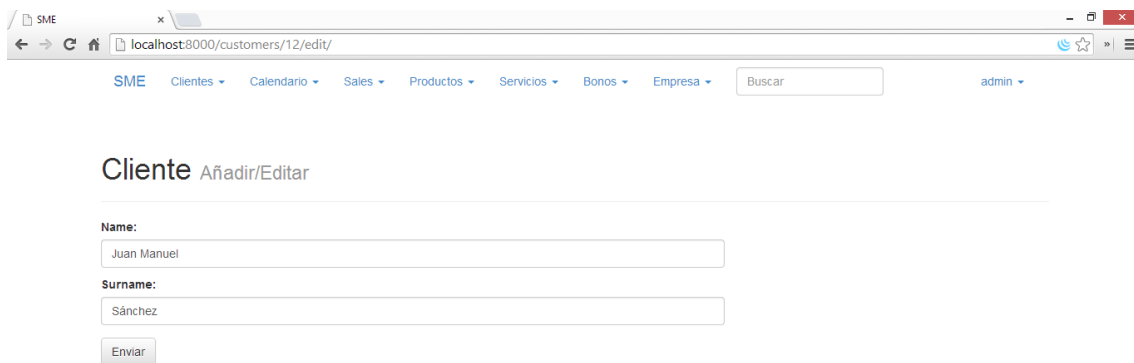 SME
localhost:8000/customers/12/edit/
SME Clientes Calendario Sales Productos Servicios Bonos Empresa Buscar admin
Cliente Añadir/Editar
Name:
Juan Manuel
Surname:
Sánchez
Enviar